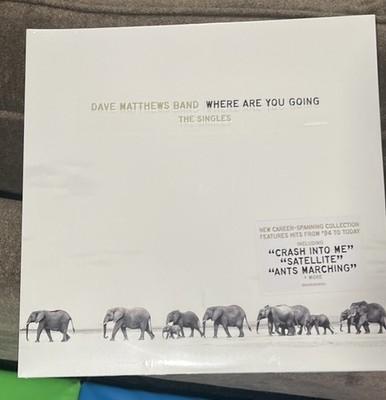 DAVE MATTHEWS BAND WHERE ARE YOU GOING
THE SINGLES
NEW CAREER-SPANNING COLLECTION
FEATURES HITS FROM '94 TO TODAY
INCLUDING
“CRASH INTO ME”
“SATELLITE”
“ANTS MARCHING”
+ MORE